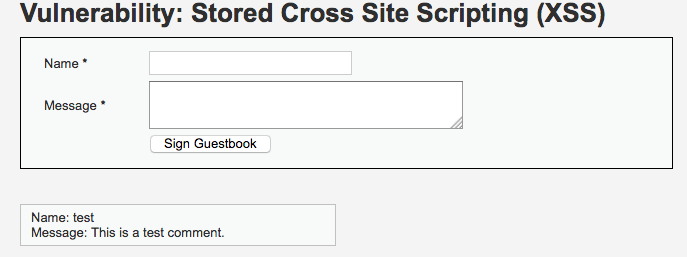 Vulnerability: Stored Cross Site Scripting (XSS)
Name *
Message *
Sign Guestbook
Name: test
Message: This is a test comment.